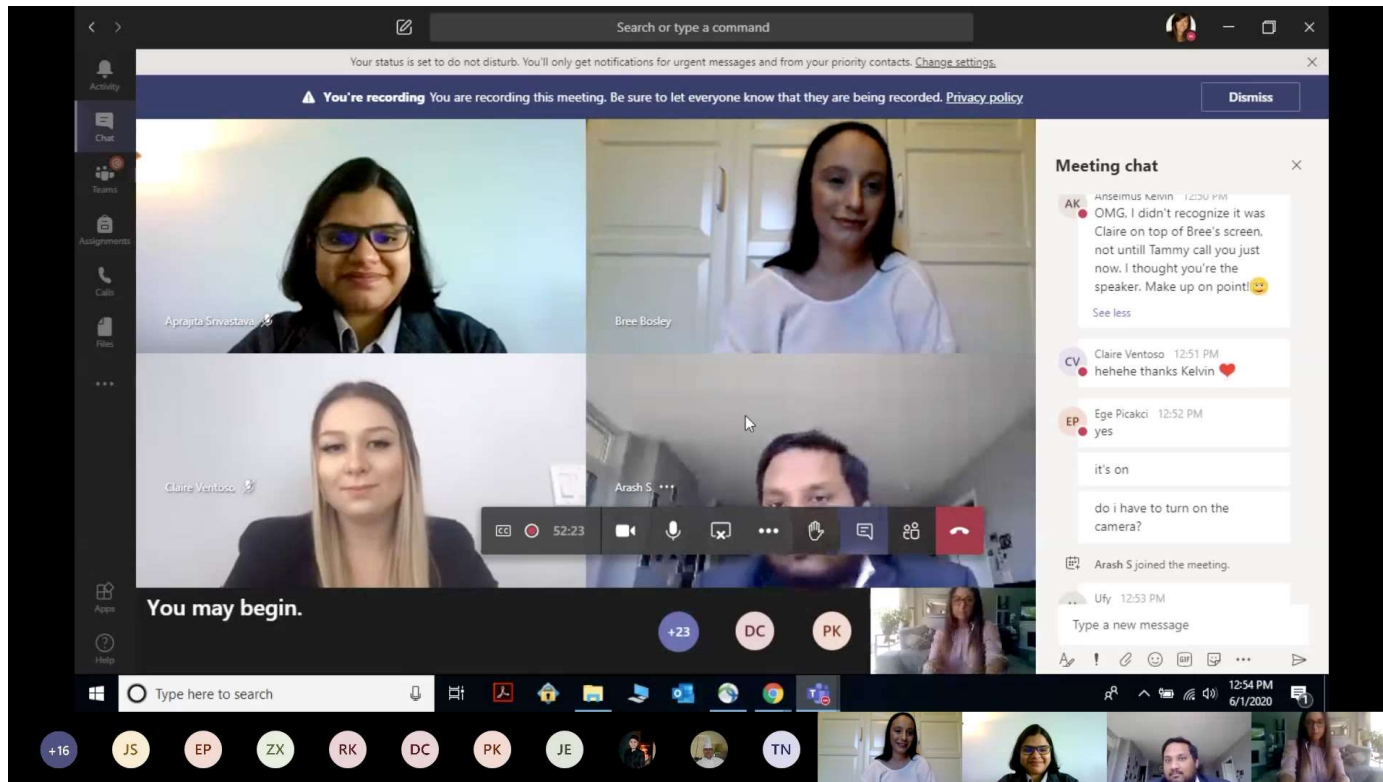 Search or type a command
Your status is set to do not disturb. You'll only get notifications for urgent messages and from your priority contacts. Change settings.
Activity
You're recording You are recording this meeting. Be sure to let everyone know that they are being recorded. Privacy policy
Dismiss
Chat
Teams
Assignments
Calls
Files
Apps
Help
Aprajita Srivastava
Bree Bosley
Claire Ventoso
Arash S
CC
52:23
You may begin.
+23
DC
PK
Meeting chat
AK
Anselmus Kelvin 12:50 PM
OMG, I didn't recognize it was
Claire on top of Bree's screen,
not untill Tammy call you just
now. I thought you're the
speaker. Make up on point!
See less
CV
Claire Ventoso 12:51 PM
hehehe thanks Kelvin
EP
Ege Picakci 12:52 PM
yes
it's on
do i have to turn on the
camera?
Arash S joined the meeting.
Ufy 12:53 PM
Type a new message
GIF
Type here to search
12:54 PM
6/1/2020
1
+16
JS
EP
ZX
RK
DC
PK
JE
TN